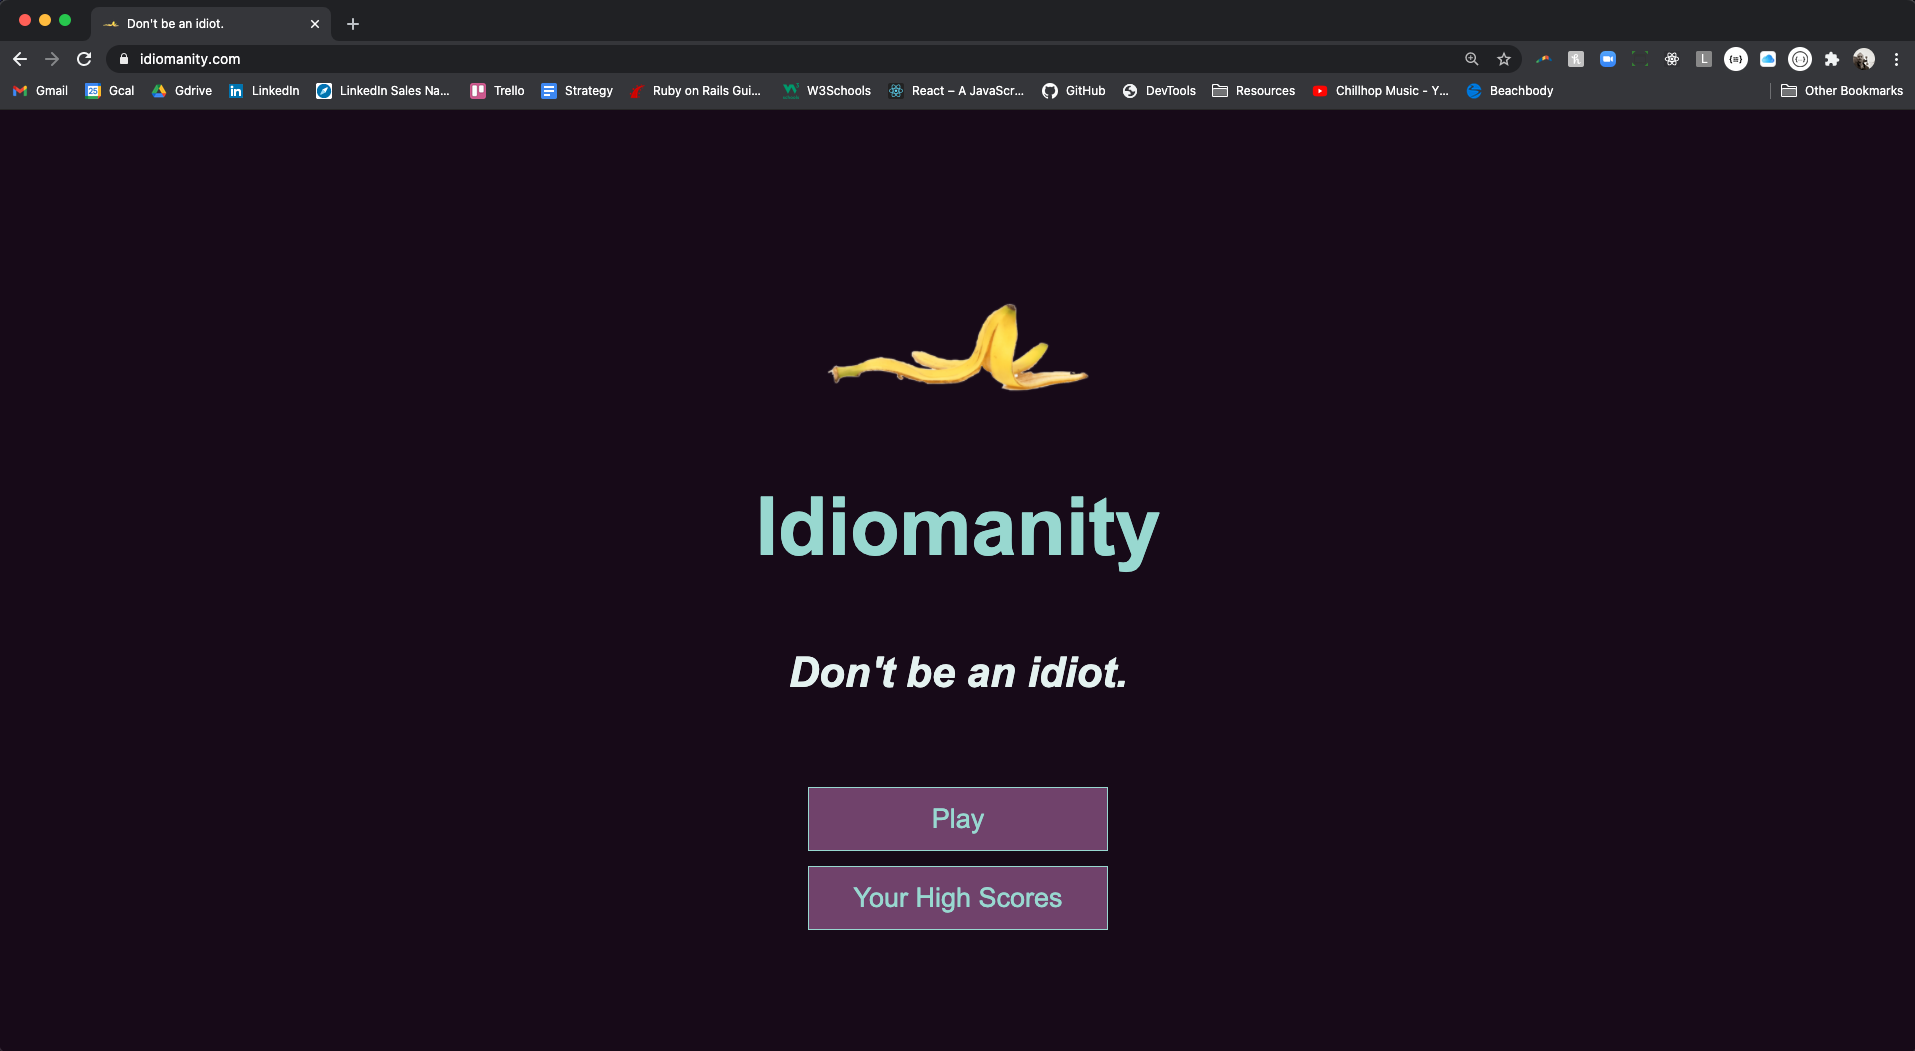 Don't be an idiot.
idiomanity.com
Gmail
25 Gcal
Gdrive
in LinkedIn
LinkedIn Sales Na...
Trello
Strategy
Ruby on Rails Gui...
W3Schools
React – A JavaScr...
GitHub
DevTools
Resources
Chillhop Music - Y...
Beachbody
Other Bookmarks
Idiomanity
Don't be an idiot.
Play
Your High Scores